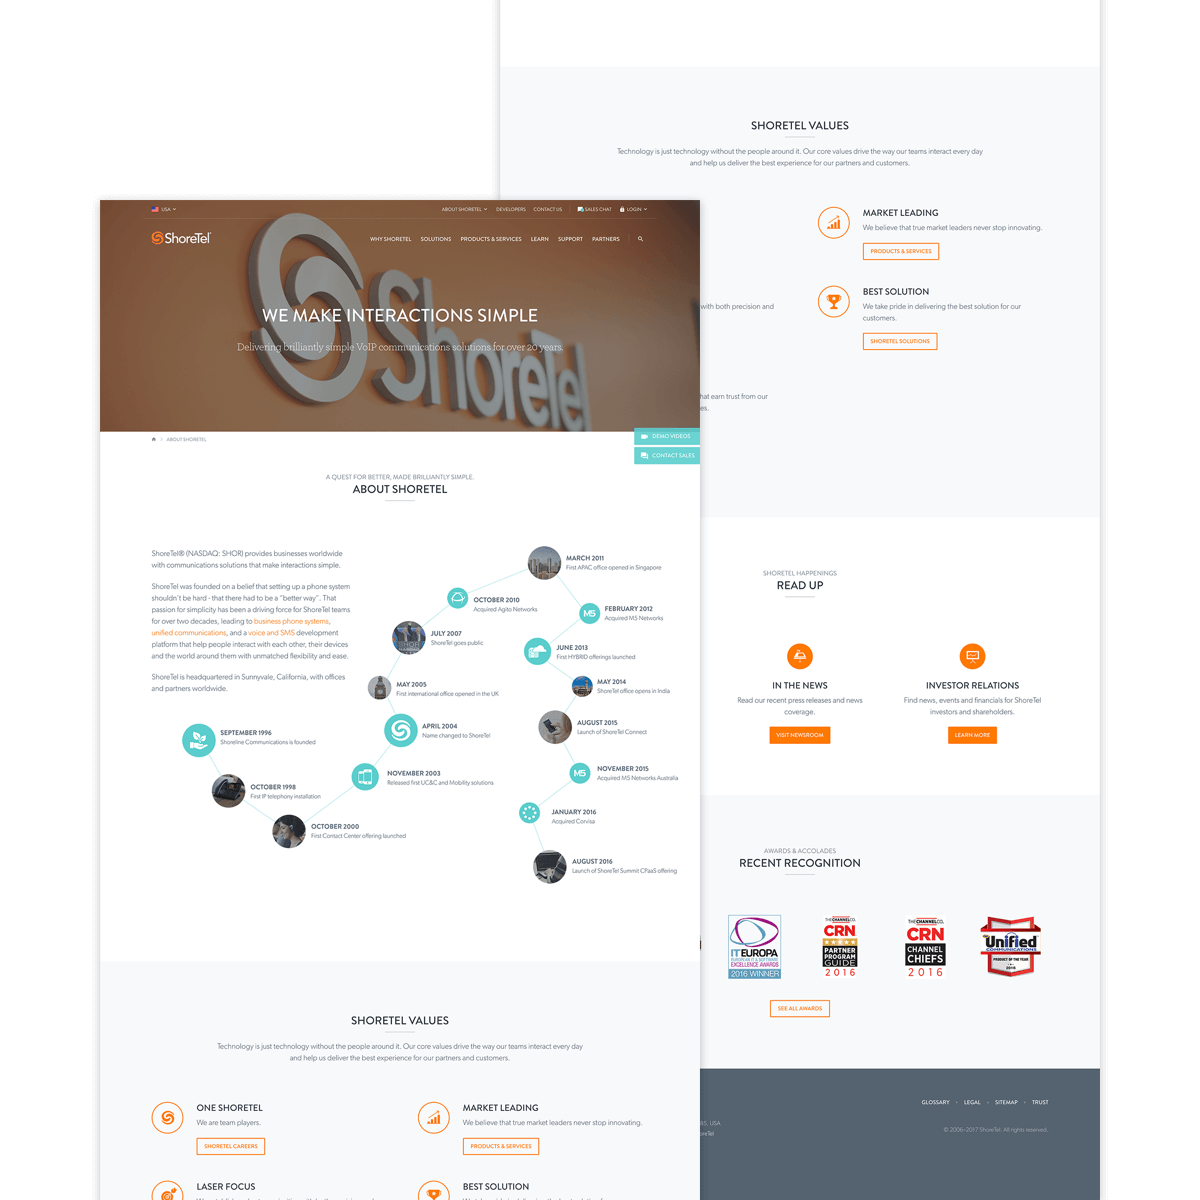 USA
ABOUT SHORETEL
DEVELOPERS
CONTACT US
SALES CHAT
LOGIN
ShoreTel
WHY SHORETEL
SOLUTIONS
PRODUCTS & SERVICES
LEARN
SUPPORT
PARTNERS
WE MAKE INTERACTIONS SIMPLE
Delivering brilliantly simple VoIP communications solutions for over 20 years.
ShoreTel
ABOUT SHORETEL
DEMO VIDEOS
CONTACT SALES
A QUEST FOR BETTER, MADE BRILLIANTLY SIMPLE.
ABOUT SHORETEL
ShoreTel® (NASDAQ: SHOR) provides businesses worldwide
with communications solutions that make interactions simple.
ShoreTel was founded on a belief that setting up a phone system
shouldn't be hard - that there had to be a "better way". That
passion for simplicity has been a driving force for ShoreTel teams
for over two decades, leading to business phone systems,
unified communications, and a voice and SMS development
platform that help people interact with each other, their devices
and the world around them with unmatched flexibility and ease.
ShoreTel is headquartered in Sunnyvale, California, with offices
and partners worldwide.
SEPTEMBER 1996
Shoreline Communications is founded
OCTOBER 1998
First IP telephony installation
OCTOBER 2000
First Contact Center offering launched
NOVEMBER 2003
Released first UC&C and Mobility solutions
APRIL 2004
Name changed to ShoreTel
MAY 2005
First international office opened in the UK
JULY 2007
ShoreTel goes public
OCTOBER 2010
Acquired Agito Networks
MARCH 2011
First APAC office opened in Singapore
M5
FEBRUARY 2012
Acquired M5 Networks
JUNE 2013
First HYBRID offerings launched
MAY 2014
ShoreTel office opens in India
AUGUST 2015
Launch of ShoreTel Connect
M5
NOVEMBER 2015
Acquired M5 Networks Australia
JANUARY 2016
Acquired Corvisa
AUGUST 2016
Launch of ShoreTel Summit CPaaS offering
SHORETEL VALUES
Technology is just technology without the people around it. Our core values drive the way our teams interact every day
and help us deliver the best experience for our partners and customers.
ONE SHORETEL
We are team players.
SHORETEL CAREERS
MARKET LEADING
We believe that true market leaders never stop innovating.
PRODUCTS & SERVICES
LASER FOCUS
BEST SOLUTION
SHORETEL VALUES
Technology is just technology without the people around it. Our core values drive the way our teams interact every day
and help us deliver the best experience for our partners and customers.
MARKET LEADING
We believe that true market leaders never stop innovating.
PRODUCTS & SERVICES
with both precision and
BEST SOLUTION
We take pride in delivering the best solution for our
customers.
SHORETEL SOLUTIONS
hat earn trust from our
es.
SHORETEL HAPPENINGS
READ UP
IN THE NEWS
Read our recent press releases and news
coverage.
VISIT NEWSROOM
INVESTOR RELATIONS
Find news, events and financials for ShoreTel
investors and shareholders.
LEARN MORE
AWARDS & ACCOLADES
RECENT RECOGNITION
IT EUROPA
EUROPEAN IT & SOFTWARE
EXCELLENCE AWARDS
2016 WINNER
THE CHANNEL CO.
CRN
PARTNER
PROGRAM
GUIDE
2016
THE CHANNEL CO.
CRN
CHANNEL
CHIEFS
2016
Unified
COMMUNICATIONS
PRODUCT OF THE YEAR
2016
SEE ALL AWARDS
GLOSSARY
LEGAL
SITEMAP
TRUST
85, USA
oreTel
© 2006–2017 ShoreTel. All rights reserved.